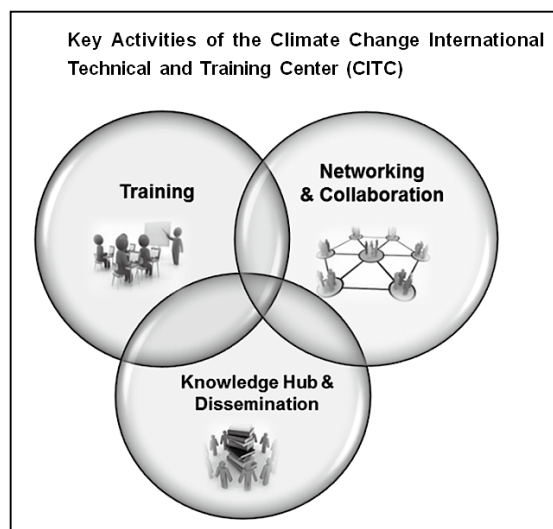 Key Activities of the Climate Change International
Technical and Training Center (CITC)
Training
Networking
& Collaboration
Knowledge Hub &
Dissemination